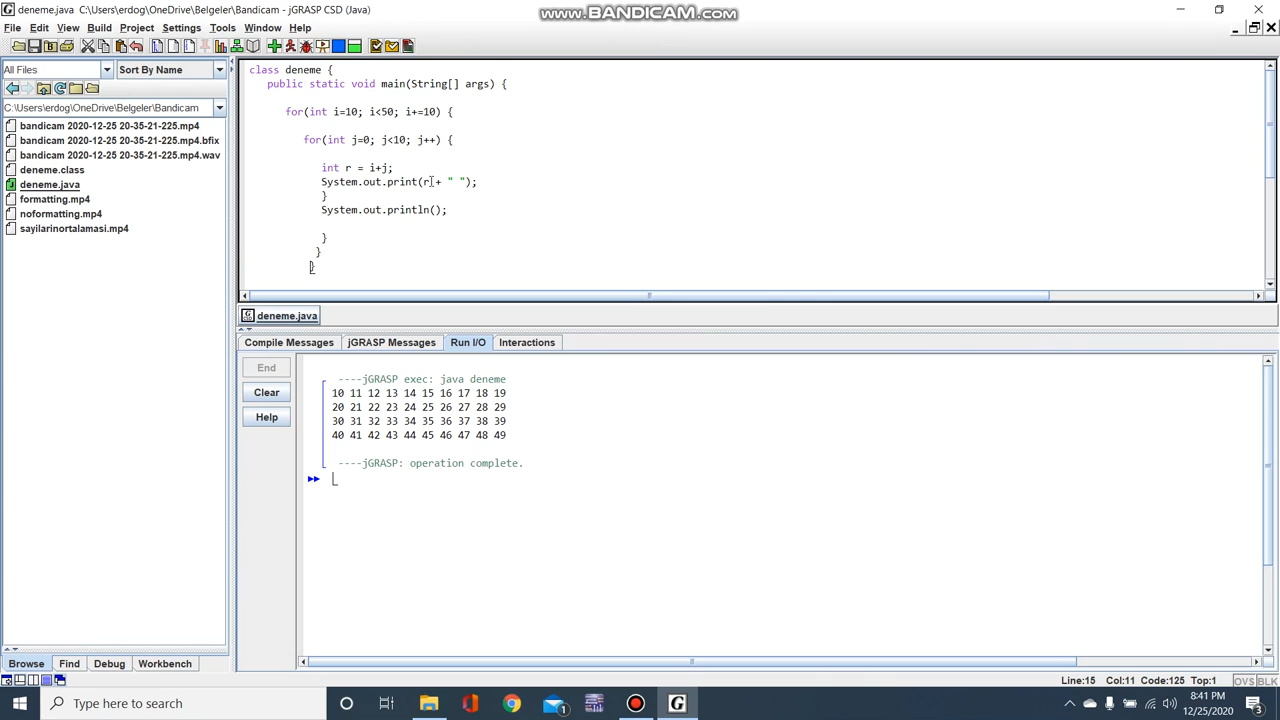 deneme.java  C:\Users\erdog\OneDrive\Belgeler\Bandicam - jGRASP CSD (Java)
www.BANDICAM.com
File Edit View Build Project Settings Tools Window Help
All Files Sort By Name
C:\Users\erdog\OneDrive\Belgeler\Bandicam
bandicam 2020-12-25 20-35-21-225.mp4
bandicam 2020-12-25 20-35-21-225.mp4.bfix
bandicam 2020-12-25 20-35-21-225.mp4.wav
deneme.class
deneme.java
formatting.mp4
noformatting.mp4
sayilarinortalamasi.mp4
Browse Find Debug Workbench
class deneme {
public static void main(String[] args) {
for(int i=10; i<50; i+=10) {
for(int j=0; j<10; j++) {
int r = i+j;
System.out.print(r + " ");
}
System.out.println();
}
}
}
deneme.java
Compile Messages jGRASP Messages Run I/O Interactions
End
Clear
Help
----jGRASP exec: java deneme
10 11 12 13 14 15 16 17 18 19
20 21 22 23 24 25 26 27 28 29
30 31 32 33 34 35 36 37 38 39
40 41 42 43 44 45 46 47 48 49
----jGRASP: operation complete.
Line:15 Col:11 Code:125 Top:1 OVS BLK
Type here to search
1
8:41 PM
12/25/2020
3